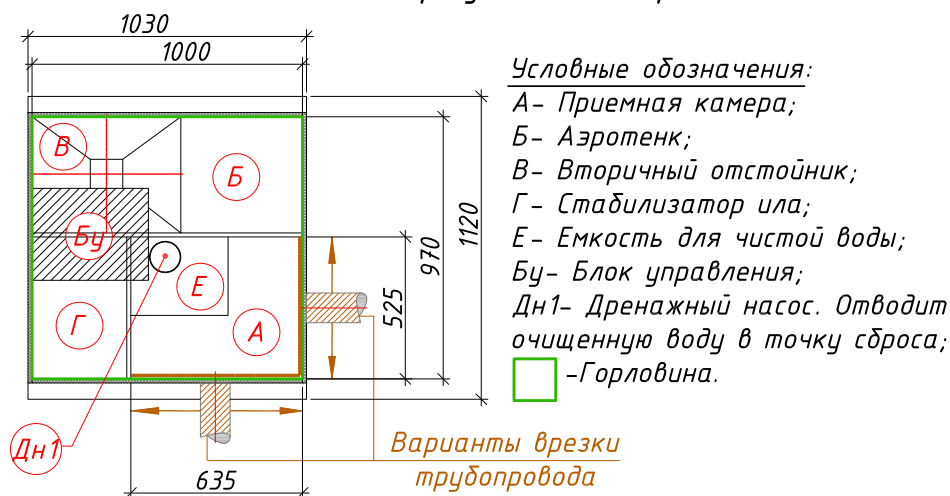 1030
1000
Условные обозначения:
А- Приемная камера;
Б- Аэротенк;
В- Вторичный отстойник;
Г- Стабилизатор ила;
Е- Емкость для чистой воды;
Бу- Блок управления;
Дн1- Дренажный насос. Отводит
очищенную воду в точку сброса;
-Горловина.
В
Б
Бу
Е
Г
А
Дн1
525
970
1120
635
Варианты врезки
трубопровода